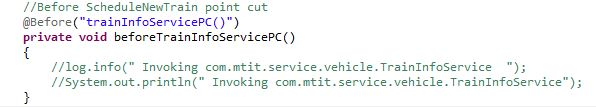 //Before ScheduleNewTrain point cut
@Before("trainInfoServicePC()")
private void beforeTrainInfoServicePC()
{
    //log.info(" Invoking com.mtit.service.vehicle.TrainInfoService  ");
    //System.out.println(" Invoking com.mtit.service.vehicle.TrainInfoService");
}